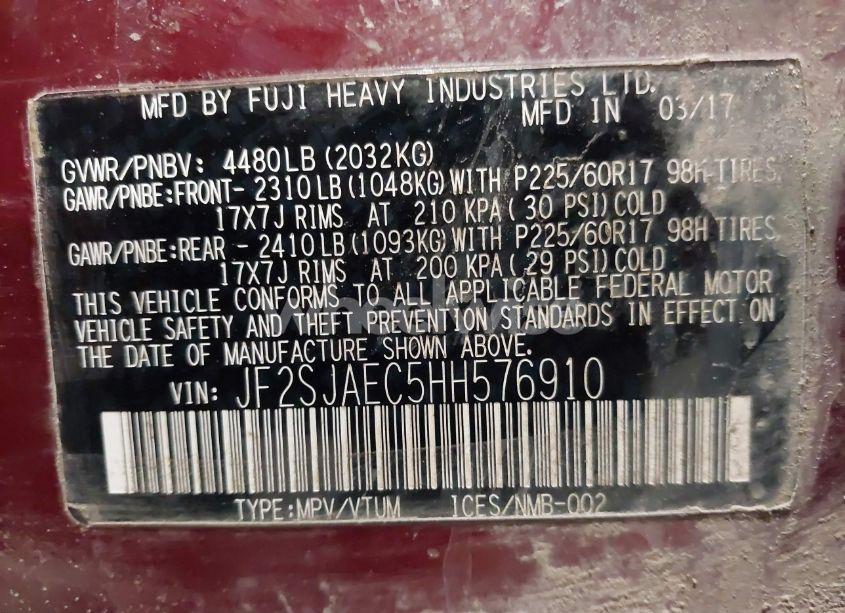 MFD BY FUJI HEAVY INDUSTRIES LTD.
MFD IN 03/17
GVWR/PNBV: 4480LB (2032KG)
GAWR/PNBE:FRONT- 2310LB (1048KG)WITH P225/60R17 98H TIRES,
17X7J RIMS AT 210 KPA( 30 PSI)COLD
GAWR/PNBE:REAR - 2410LB (1093KG)WITH P225/60R17 98H TIRES,
17X7J RIMS AT 200 KPA( 29 PSI)COLD
THIS VEHICLE CONFORMS TO ALL APPLICABLE FEDERAL MOTOR
VEHICLE SAFETY AND THEFT PREVENTION STANDARDS IN EFFECT ON
THE DATE OF MANUFACTURE SHOWN ABOVE.
VIN: JF2SJAEC5HH576910
TYPE:MPV/VTUM ICES/NMB-002